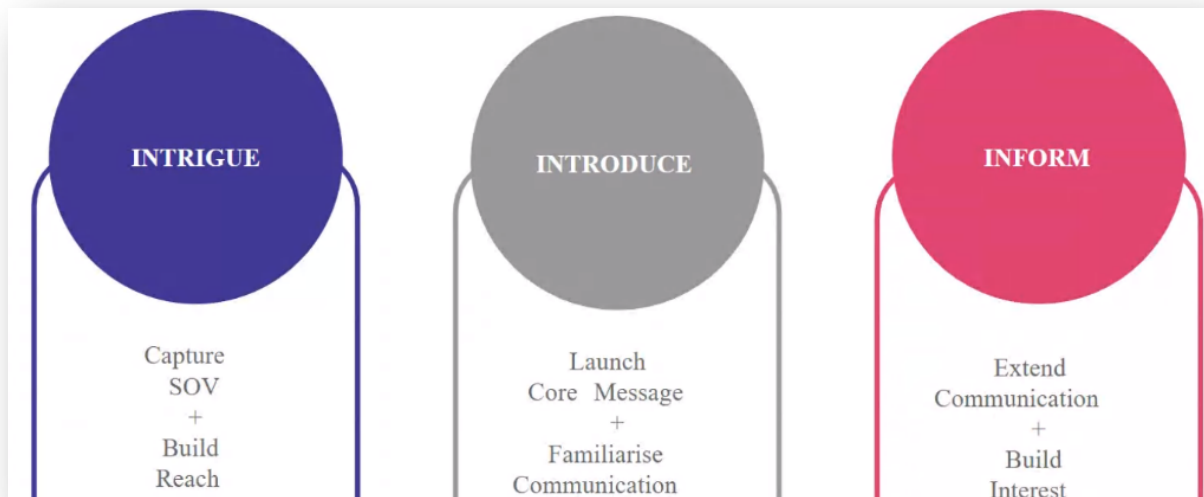 INTRIGUE
Capture
SOV
+
Build
Reach
INTRODUCE
Launch
Core Message
+
Familiarise
Communication
INFORM
Extend
Communication
+
Build
Interest